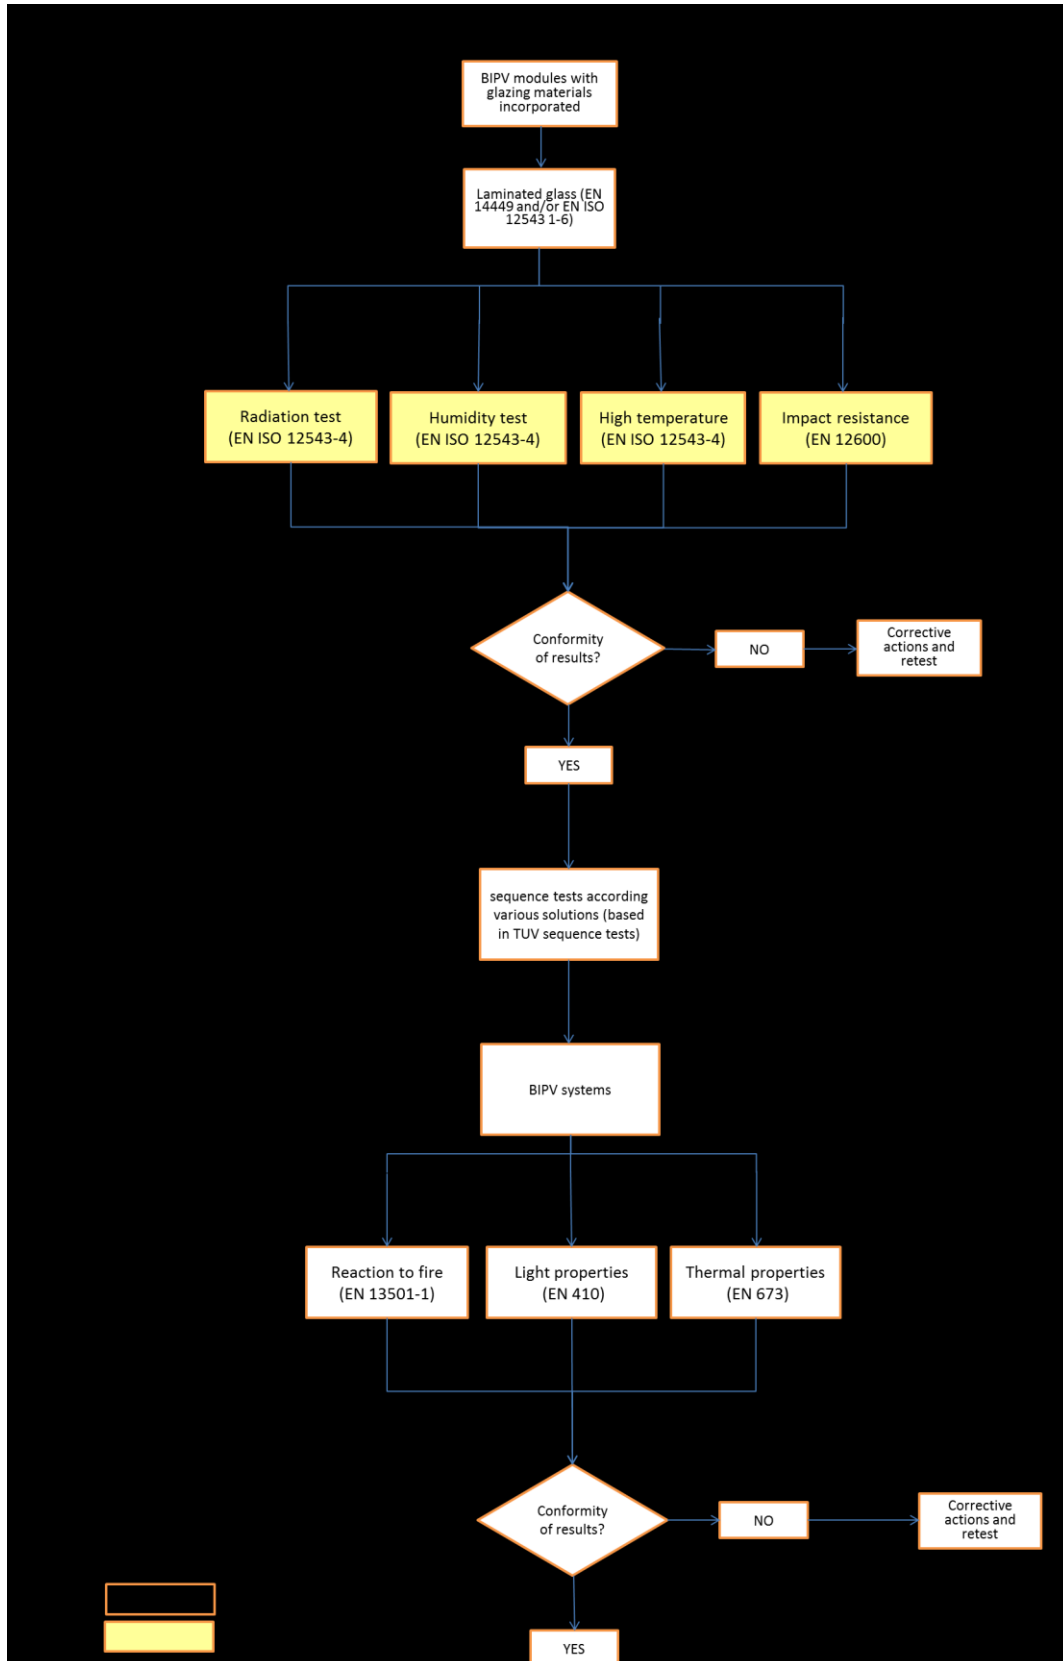 BIPV modules with
glazing materials
incorporated
Laminated glass (EN
14449 and/or EN ISO
12543 1-6)
Radiation test
(EN ISO 12543-4)
Humidity test
(EN ISO 12543-4)
High temperature
(EN ISO 12543-4)
Impact resistance
(EN 12600)
Conformity
of results?
NO
Corrective
actions and
retest
YES
sequence tests according
various solutions (based
in TUV sequence tests)
BIPV systems
Reaction to fire
(EN 13501-1)
Light properties
(EN 410)
Thermal properties
(EN 673)
Conformity
of results?
NO
Corrective
actions and
retest
YES